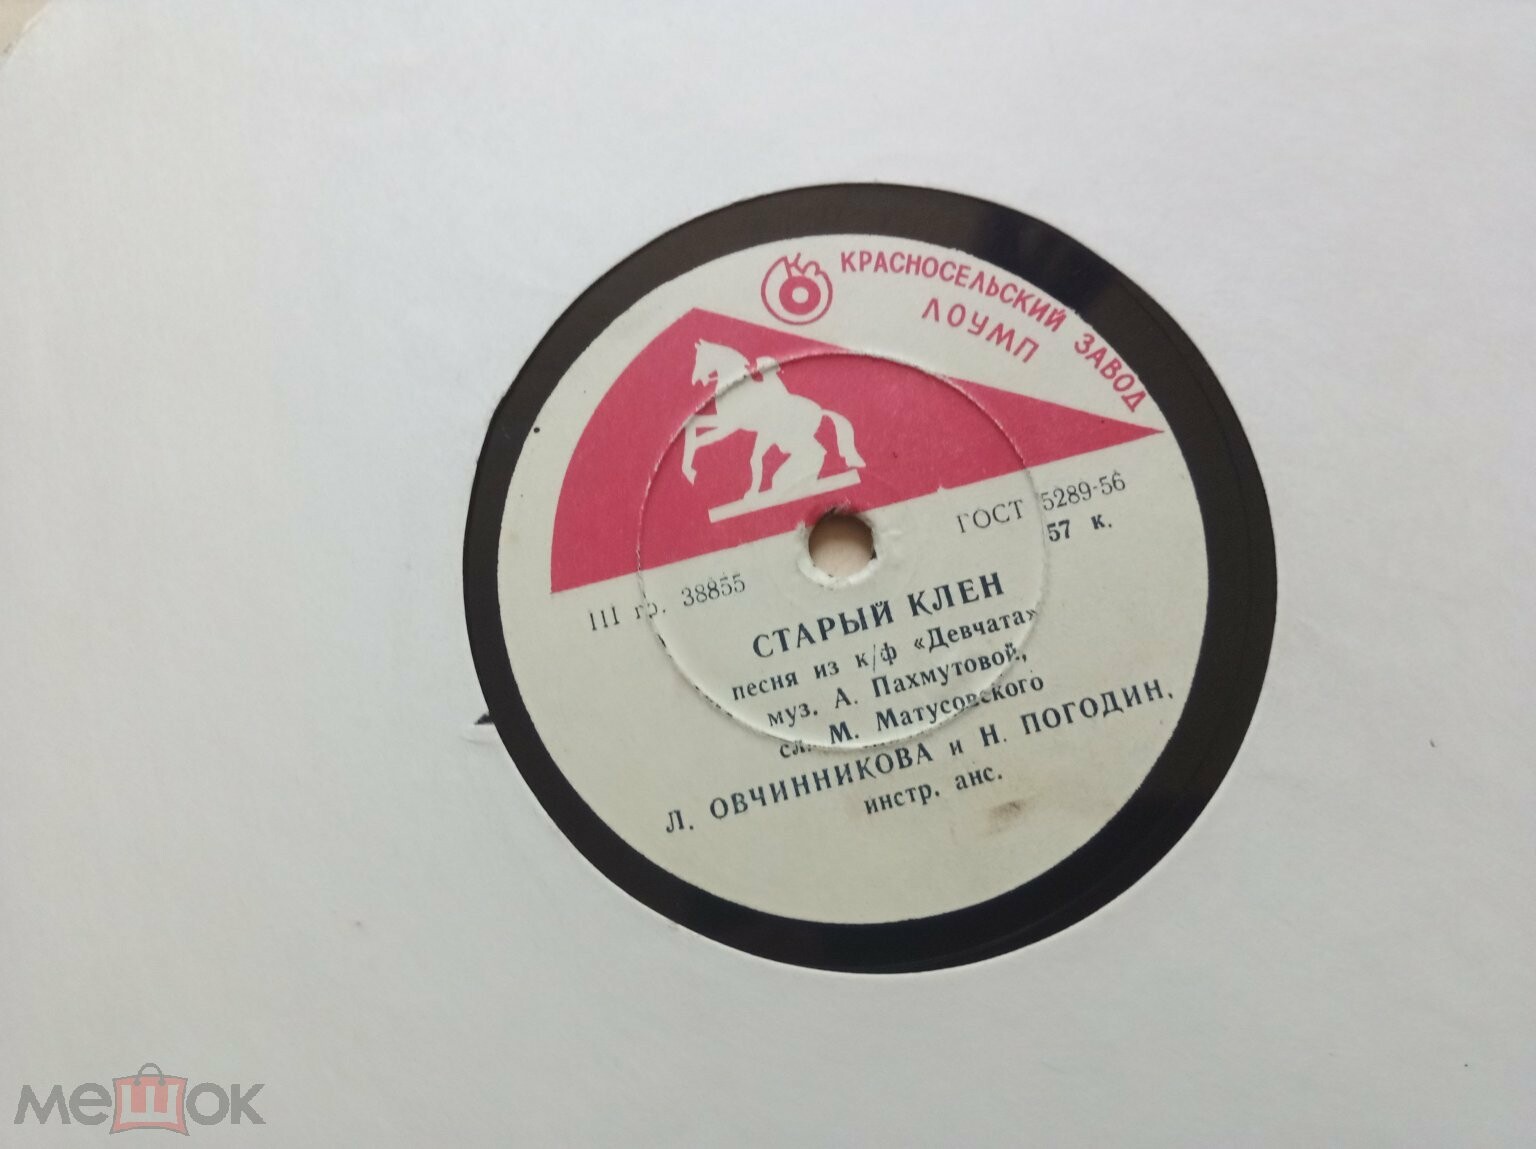 КРАСНОСЕЛЬСКИЙ ЗАВОД
ЛОУМП
ГОСТ 5289-56
57 к.
III гр. 38855
СТАРЫЙ КЛЕН
песня из к/ф «Девчата»
муз. А. Пахмутовой,
сл. М. Матусовского
Л. ОВЧИННИКОВА и Н. ПОГОДИН,
инстр. анс.
мешок